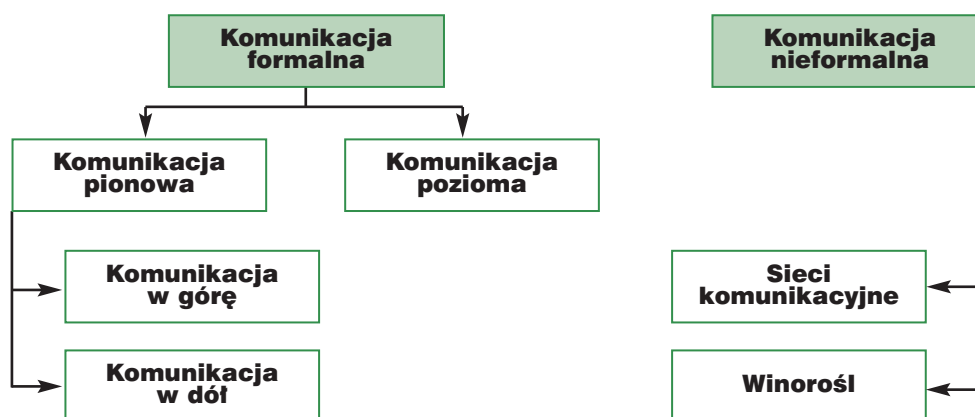 Komunikacja
formalna
Komunikacja
nieformalna
Komunikacja
pionowa
Komunikacja
pozioma
Komunikacja
w górę
Sieci
komunikacyjne
Komunikacja
w dół
Winorośl